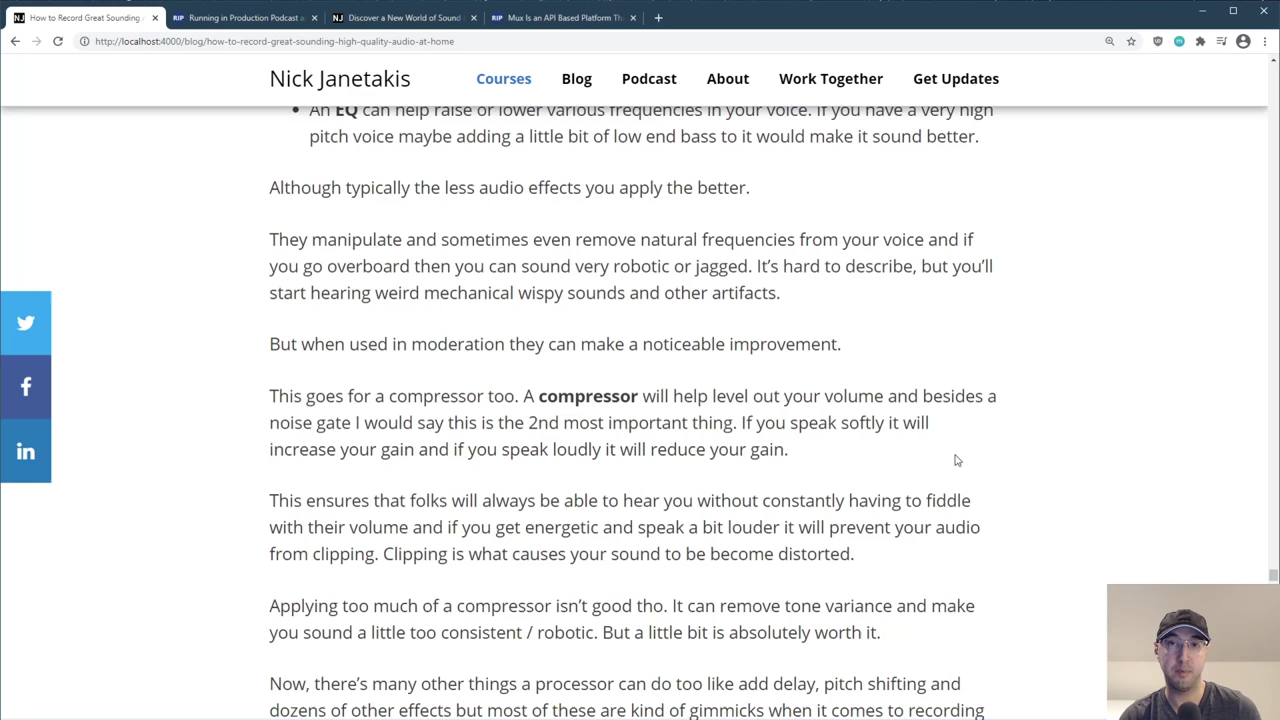 How to Record Great Sounding
Running in Production Podcast a
Discover a New World of Sound
Mux Is an API Based Platform Th
http://localhost:4000/blog/how-to-record-great-sounding-high-quality-audio-at-home
Nick Janetakis
Courses
Blog
Podcast
About
Work Together
Get Updates
An EQ can help raise or lower various frequencies in your voice. If you have a very high
pitch voice maybe adding a little bit of low end bass to it would make it sound better.
Although typically the less audio effects you apply the better.
They manipulate and sometimes even remove natural frequencies from your voice and if
you go overboard then you can sound very robotic or jagged. It's hard to describe, but you'll
start hearing weird mechanical wispy sounds and other artifacts.
But when used in moderation they can make a noticeable improvement.
This goes for a compressor too. A compressor will help level out your volume and besides a
noise gate I would say this is the 2nd most important thing. If you speak softly it will
increase your gain and if you speak loudly it will reduce your gain.
This ensures that folks will always be able to hear you without constantly having to fiddle
with their volume and if you get energetic and speak a bit louder it will prevent your audio
from clipping. Clipping is what causes your sound to be become distorted.
Applying too much of a compressor isn't good tho. It can remove tone variance and make
you sound a little too consistent / robotic. But a little bit is absolutely worth it.
Now, there's many other things a processor can do too like add delay, pitch shifting and
dozens of other effects but most of these are kind of gimmicks when it comes to recording